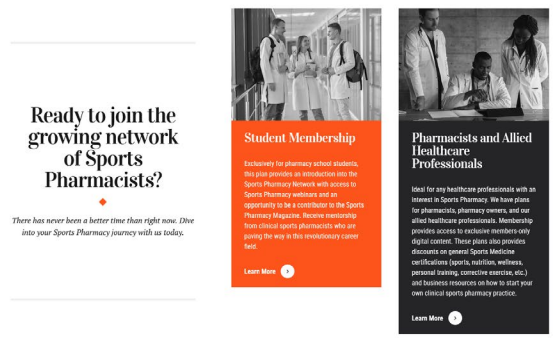 Ready to join the
growing network
of Sports
Pharmacists?
There has never been a better time than right now. Dive
into your Sports Pharmacy journey with us today.
Student Membership
Exclusively for pharmacy school students,
this plan provides an introduction into the
Sports Pharmacy Network with access to
Sports Pharmacy webinars and an
opportunity to be a contributor to the Sports
Pharmacy Magazine. Receive mentorship
from clinical sports pharmacists who are
paving the way in this revolutionary career
field.
Learn More
Pharmacists and Allied
Healthcare
Professionals
Ideal for any healthcare professionals with an
interest in Sports Pharmacy. We have plans
for pharmacists, pharmacy owners, and our
allied healthcare professionals. Membership
provides access to exclusive members-only
digital content. These plans also provides
discounts on general Sports Medicine
certifications (sports, nutrition, wellness,
personal training, corrective exercise, etc.)
and business resources on how to start your
own clinical sports pharmacy practice.
Learn More